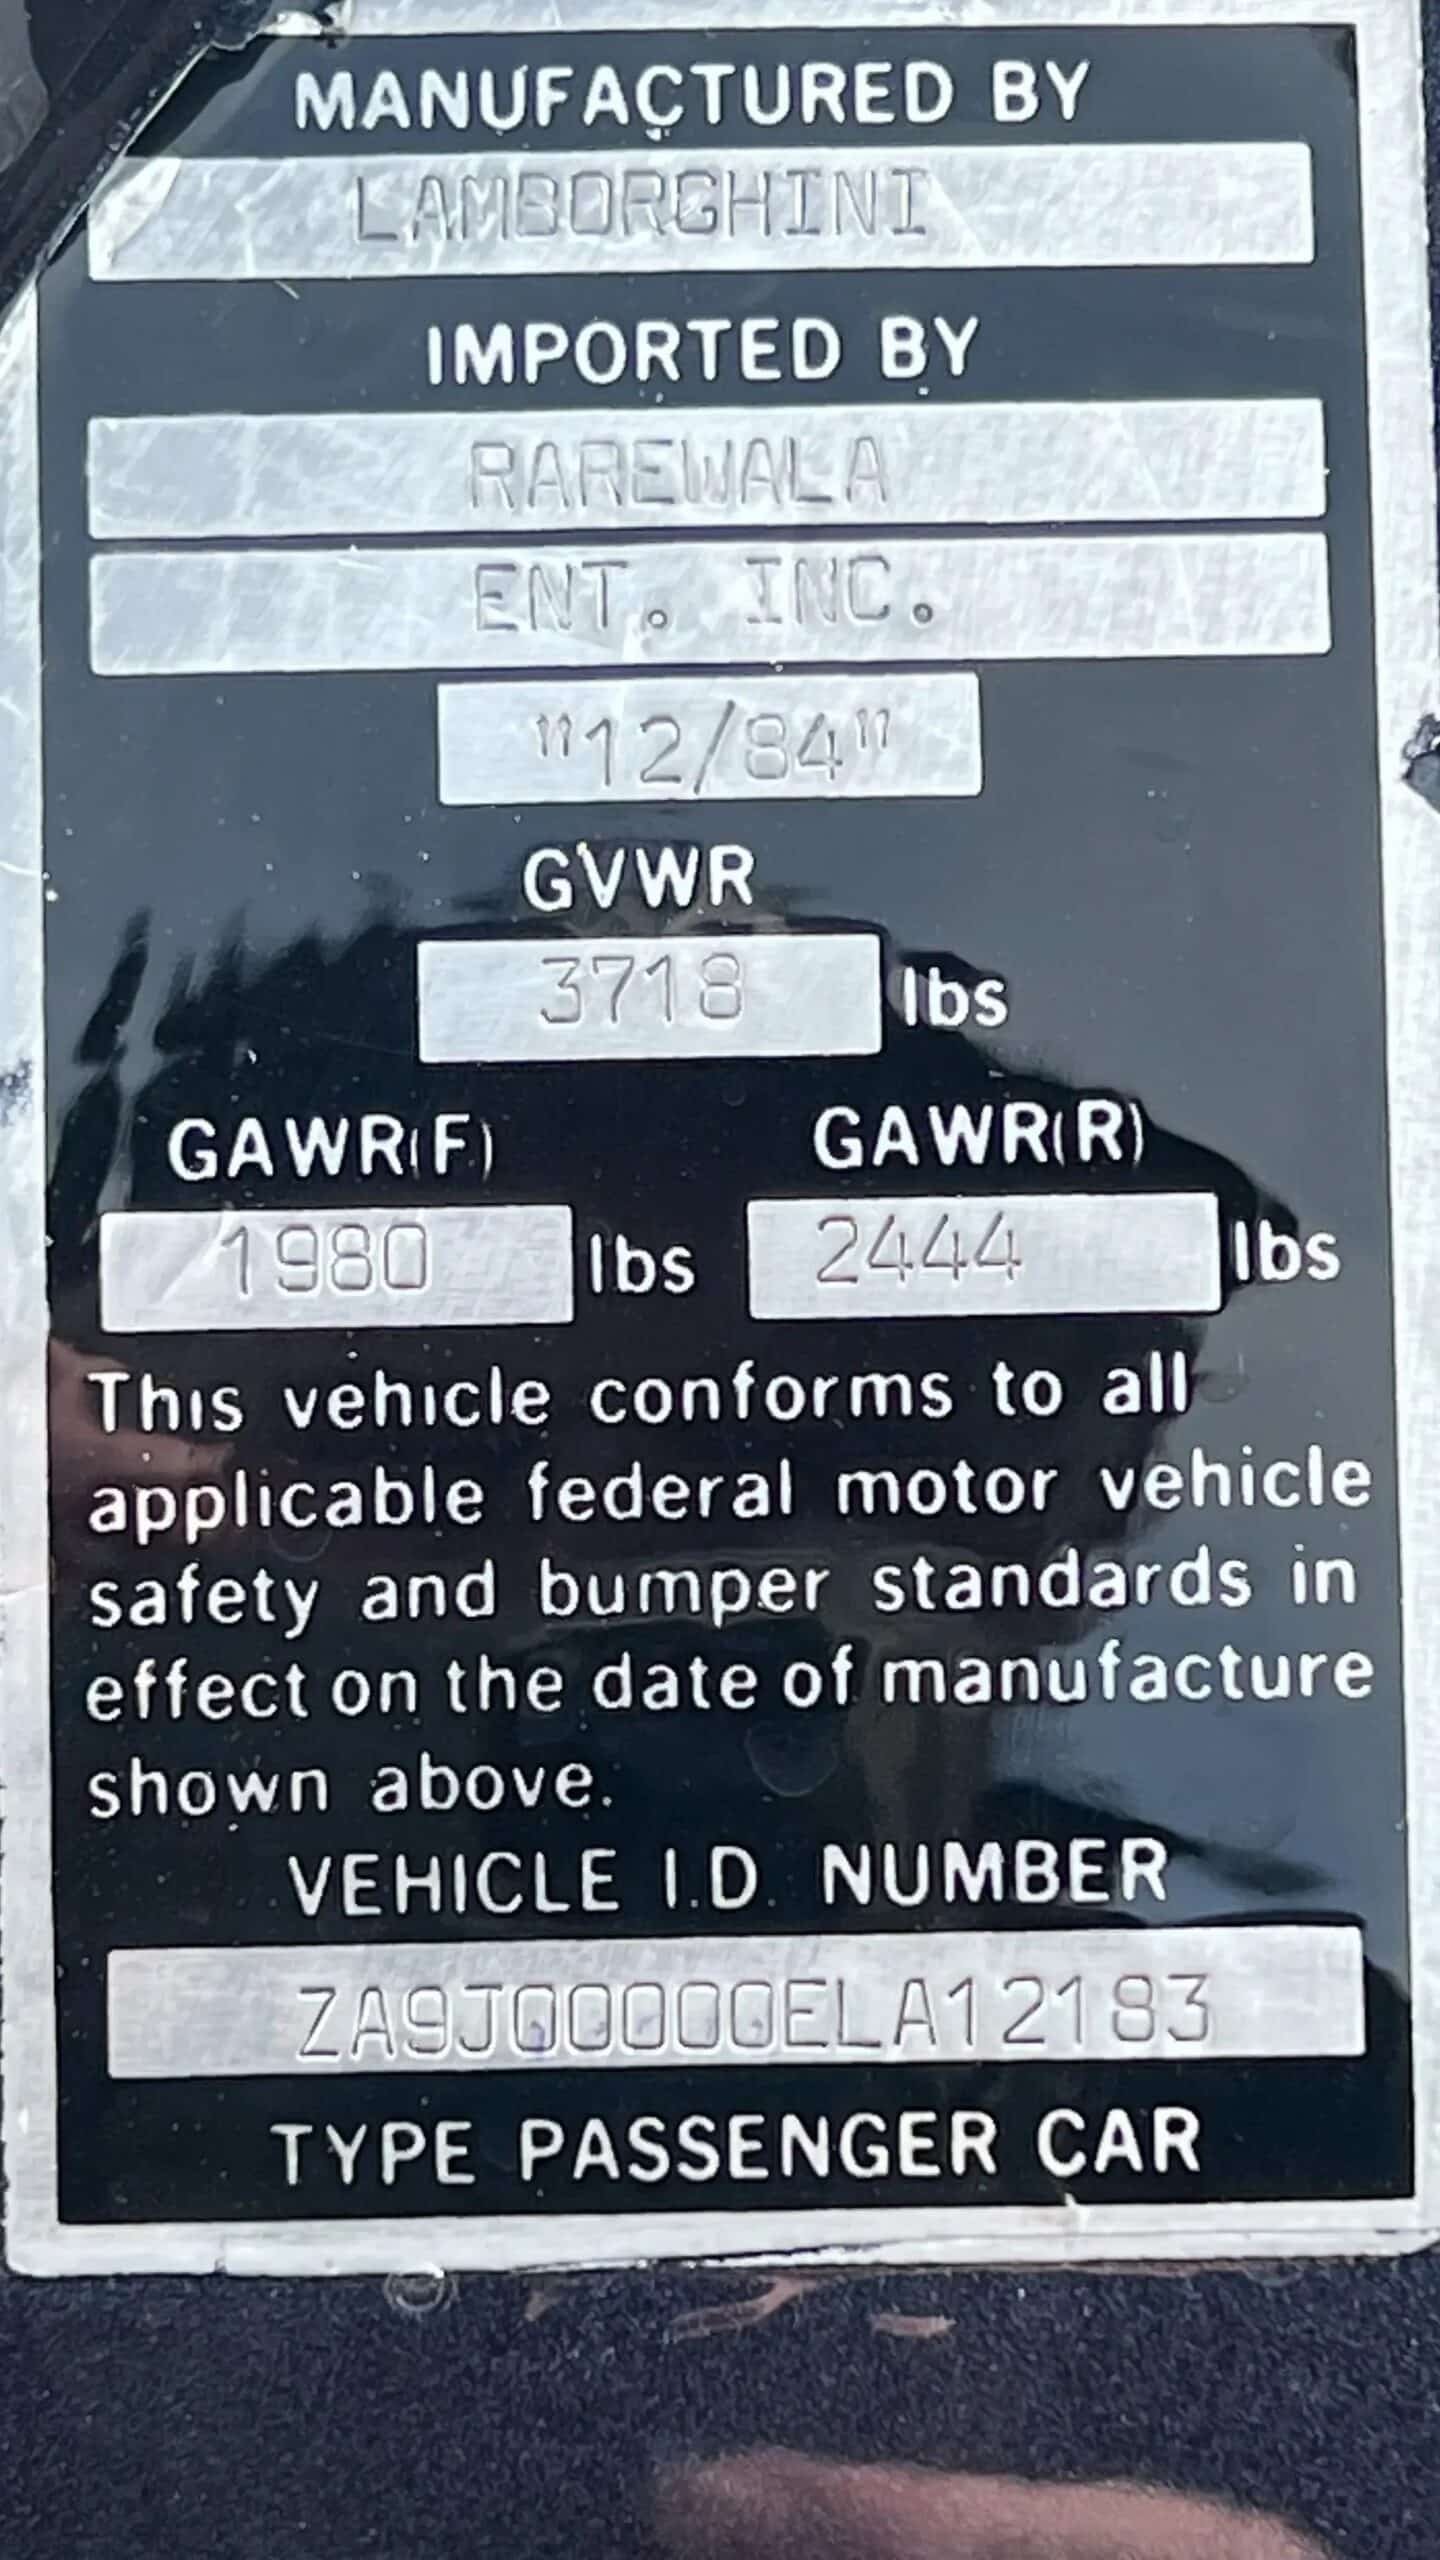 MANUFACTURED BY
LAMBORGHINI
IMPORTED BY
RAREWALA
ENT. INC.
"12/84"
GVWR
3718 lbs
GAWR(F) GAWR(R)
1980 lbs 2444 lbs
This vehicle conforms to all
applicable federal motor vehicle
safety and bumper standards in
effect on the date of manufacture
shown above.
VEHICLE I.D. NUMBER
ZA9J00000ELA12183
TYPE PASSENGER CAR